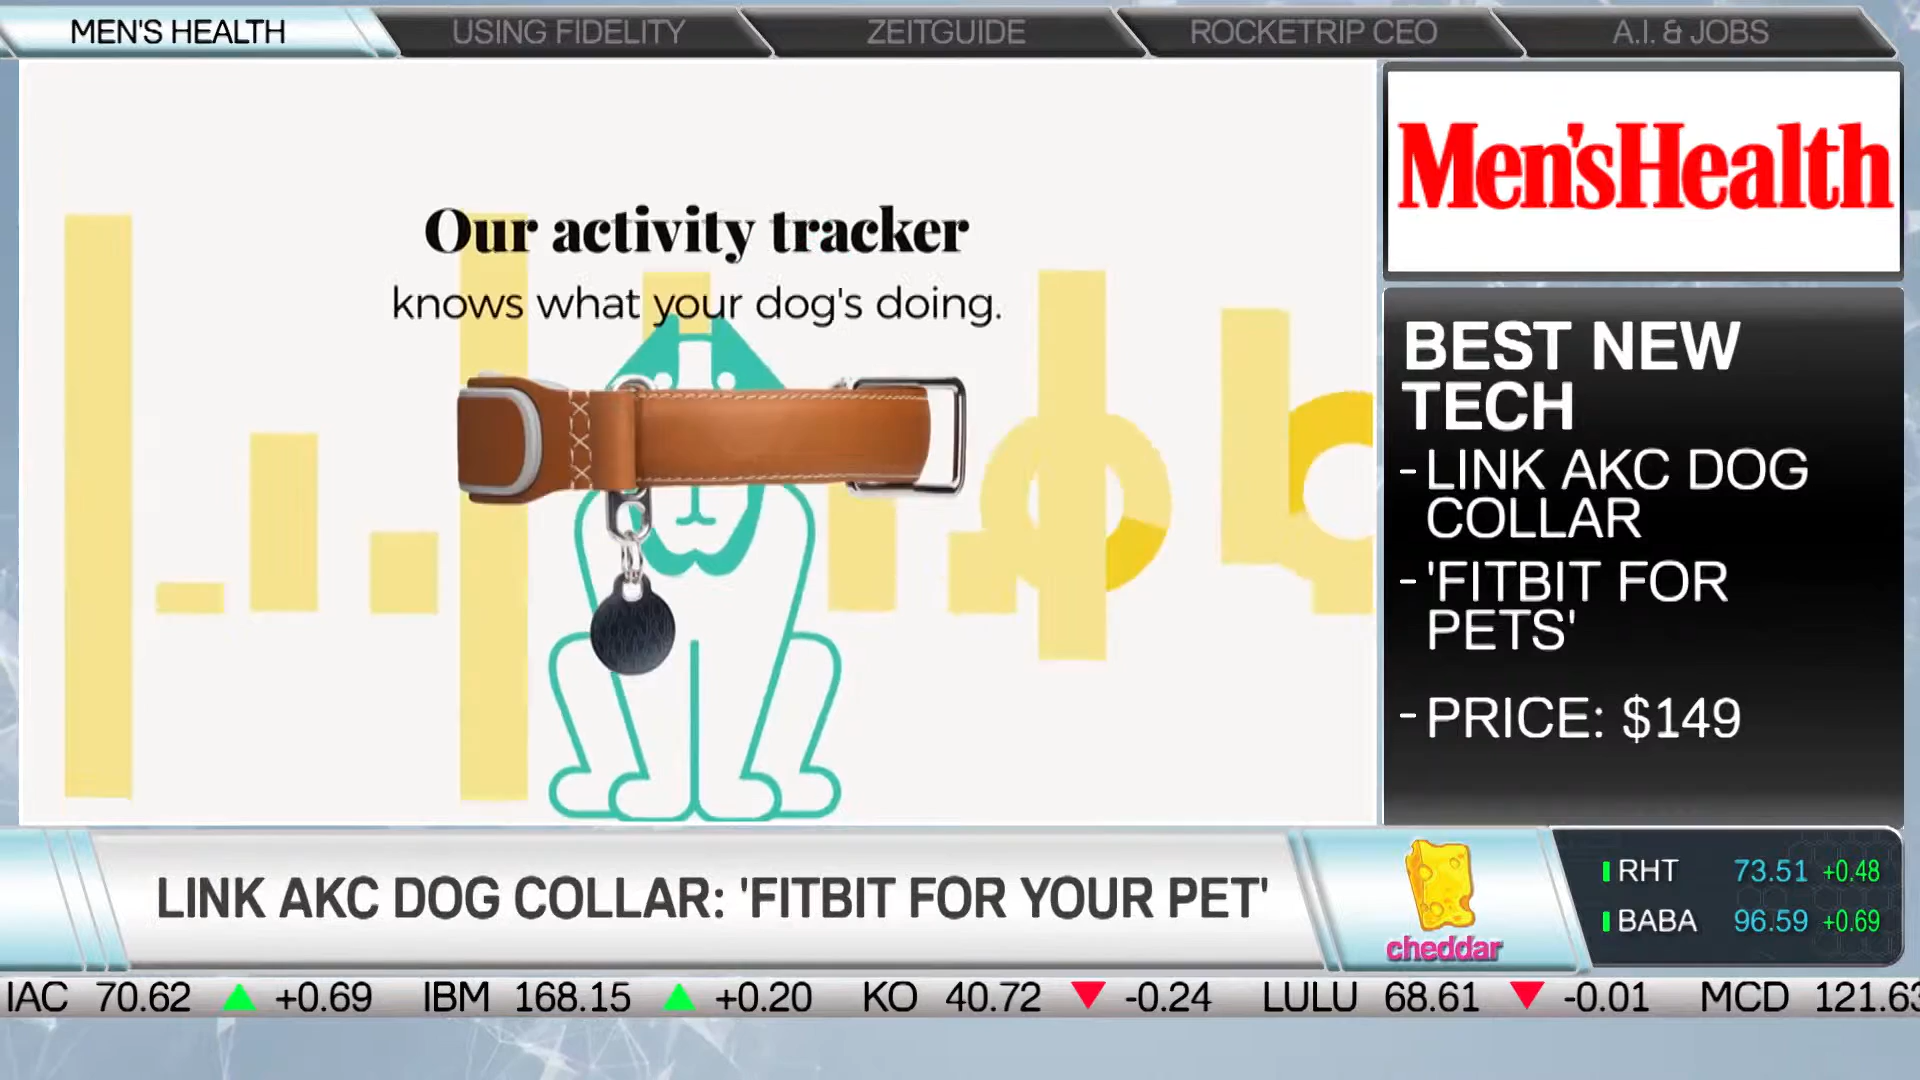 MEN'S HEALTH
USING FIDELITY
ZEITGUIDE
ROCKETRIP CEO
A.I. & JOBS
Our activity tracker
knows what your dog's doing.
Men'sHealth
BEST NEW
TECH
- LINK AKC DOG
COLLAR
- 'FITBIT FOR
PETS'
- PRICE: $149
LINK AKC DOG COLLAR: 'FITBIT FOR YOUR PET'
cheddar
RHT 73.51 +0.48
BABA 96.59 +0.69
IAC 70.62 +0.69 IBM 168.15 +0.20 KO 40.72 -0.24 LULU 68.61 -0.01 MCD 121.63